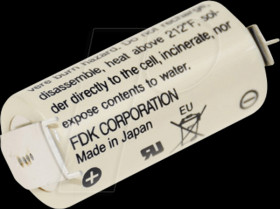 vere burn hazard. Do not recharge,
disassemble, heat above 212°F, sol-
der directly to the cell, incinerate, nor
expose contents to water.
FDK CORPORATION
Made in Japan
EU